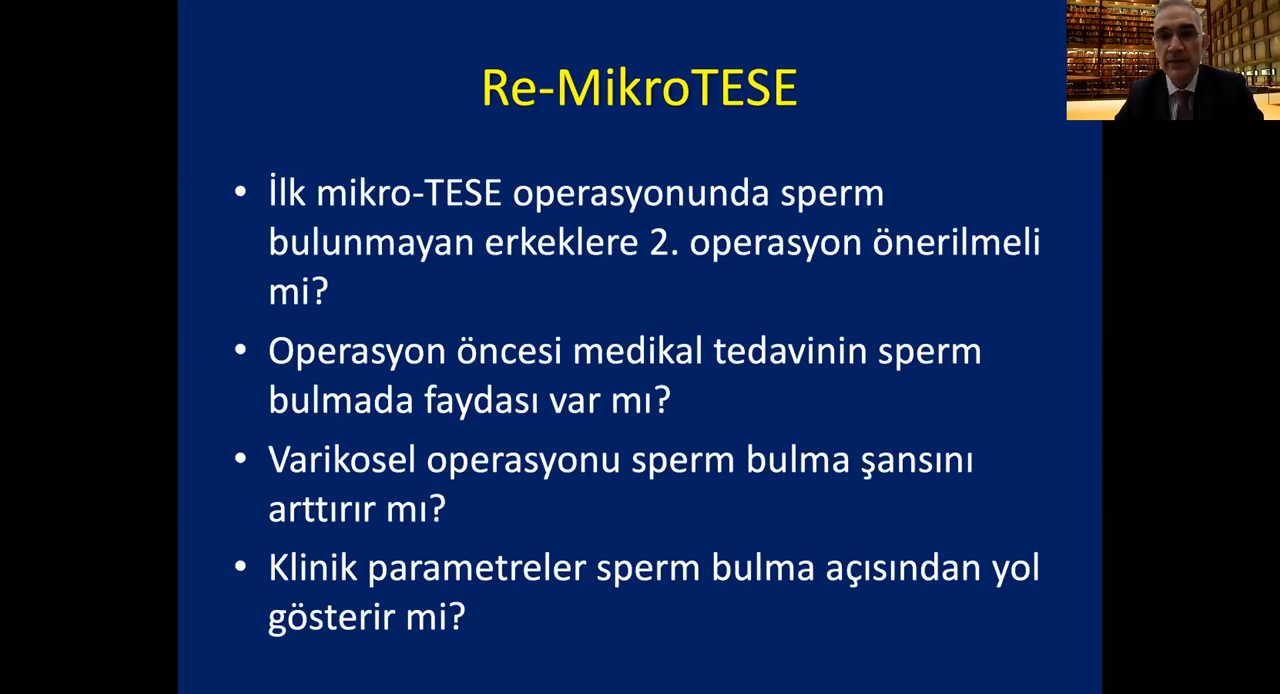 Re-MikroTESE
• İlk mikro-TESE operasyonunda sperm
bulunmayan erkeklere 2. operasyon önerilmeli
mi?
• Operasyon öncesi medikal tedavinin sperm
bulmada faydası var mı?
• Varikosel operasyonu sperm bulma şansını
arttırır mı?
• Klinik parametreler sperm bulma açısından yol
gösterir mi?